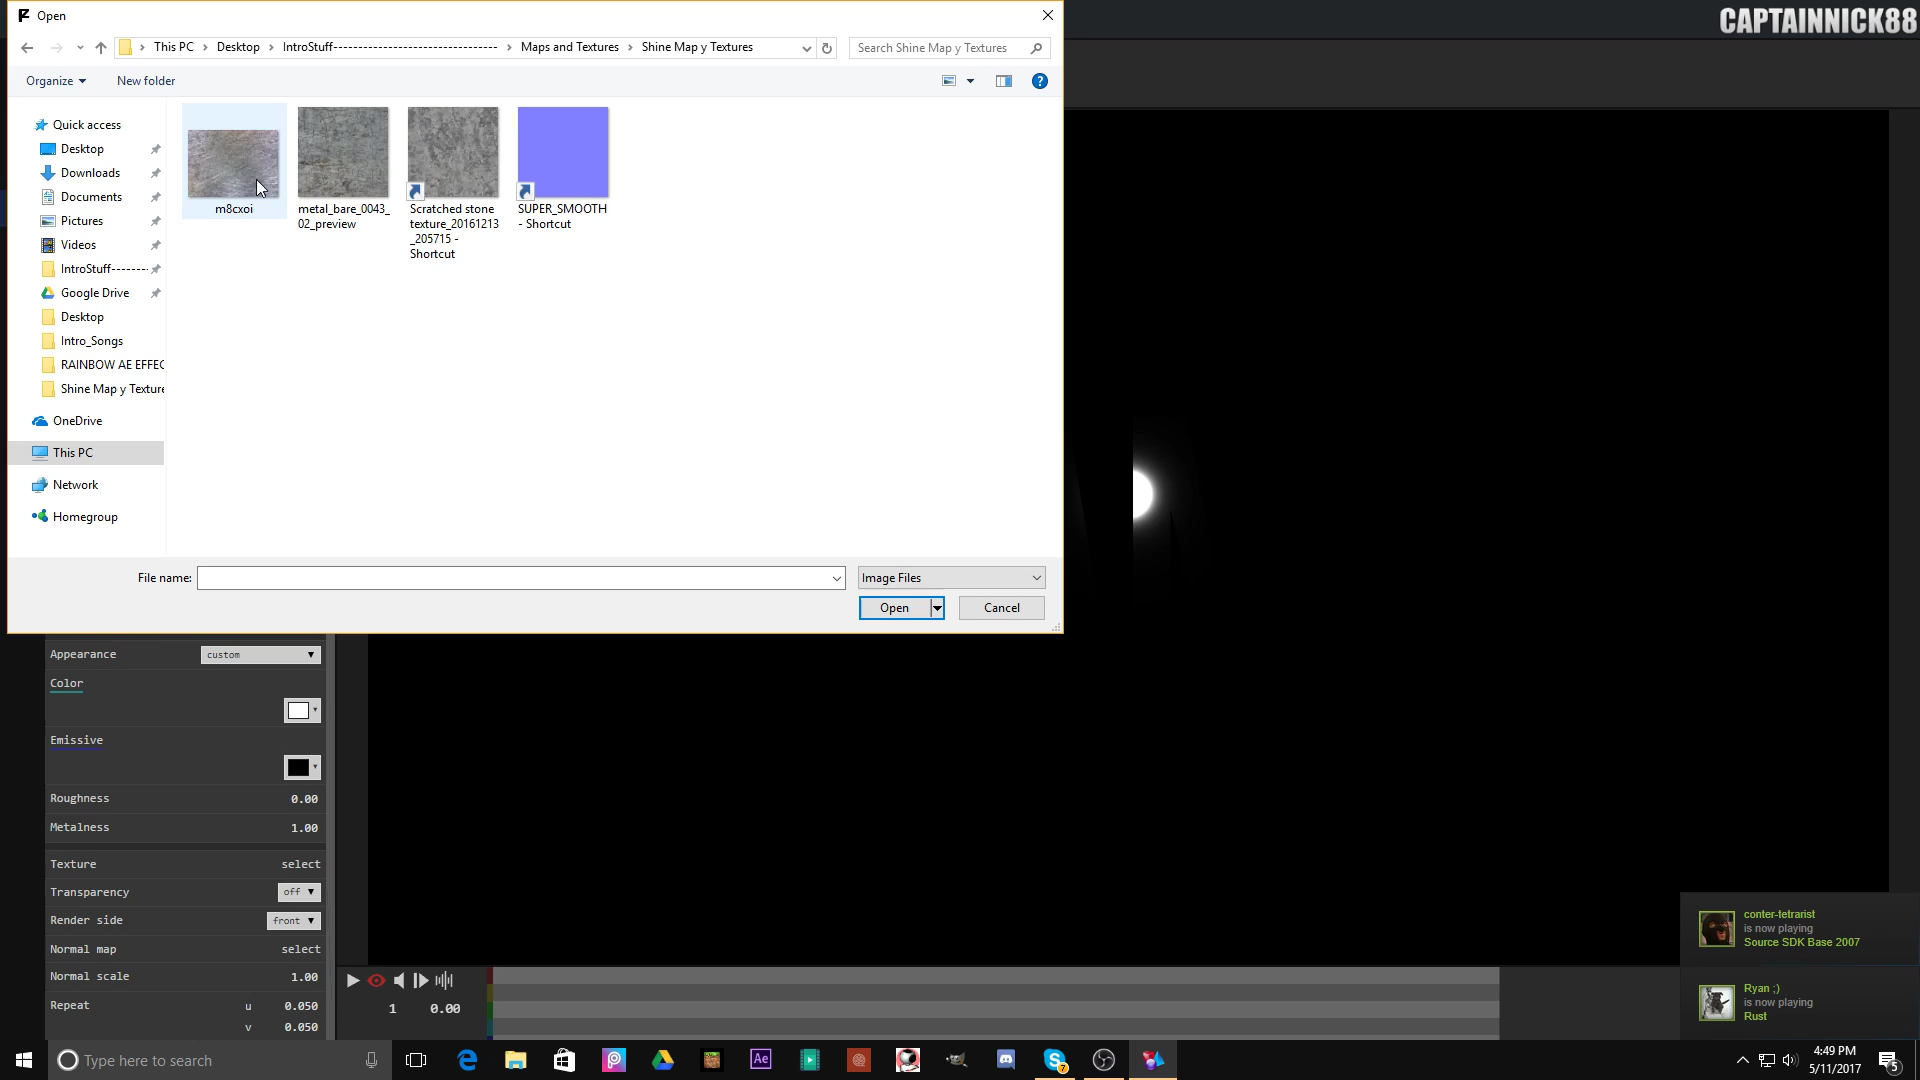 Open
CAPTAINNICK88
This PC
Desktop
IntroStuff--------------------------------
Maps and Textures
Shine Map y Textures
Search Shine Map y Textures
Organize
New folder
Quick access
Desktop
Downloads
Documents
Pictures
Videos
IntroStuff-------
Google Drive
Desktop
Intro_Songs
RAINBOW AE EFFEC
Shine Map y Texture
OneDrive
This PC
Network
Homegroup
m8cxoi
metal_bare_0043_
02_preview
Scratched stone
texture_20161213
_205715 -
Shortcut
SUPER_SMOOTH
- Shortcut
File name:
Image Files
Open
Cancel
Appearance
custom
Color
Emissive
Roughness 0.00
Metalness 1.00
Texture select
Transparency off
Render side front
Normal map select
Normal scale 1.00
Repeat u 0.050
v 0.050
1 0.00
conter-tetrarist
is now playing
Source SDK Base 2007
Ryan ;)
is now playing
Rust
Type here to search
Ae
7
4:49 PM
5/11/2017
5